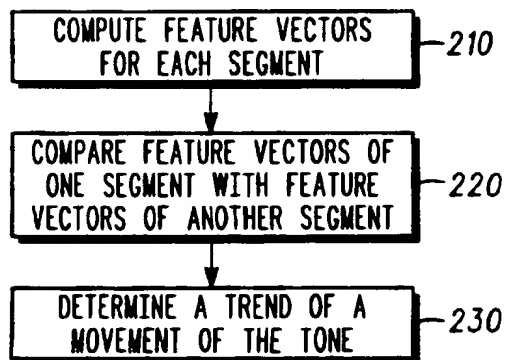 COMPUTE FEATURE VECTORS
FOR EACH SEGMENT
210
COMPARE FEATURE VECTORS OF
ONE SEGMENT WITH FEATURE
VECTORS OF ANOTHER SEGMENT
220
DETERMINE A TREND OF A
MOVEMENT OF THE TONE
230